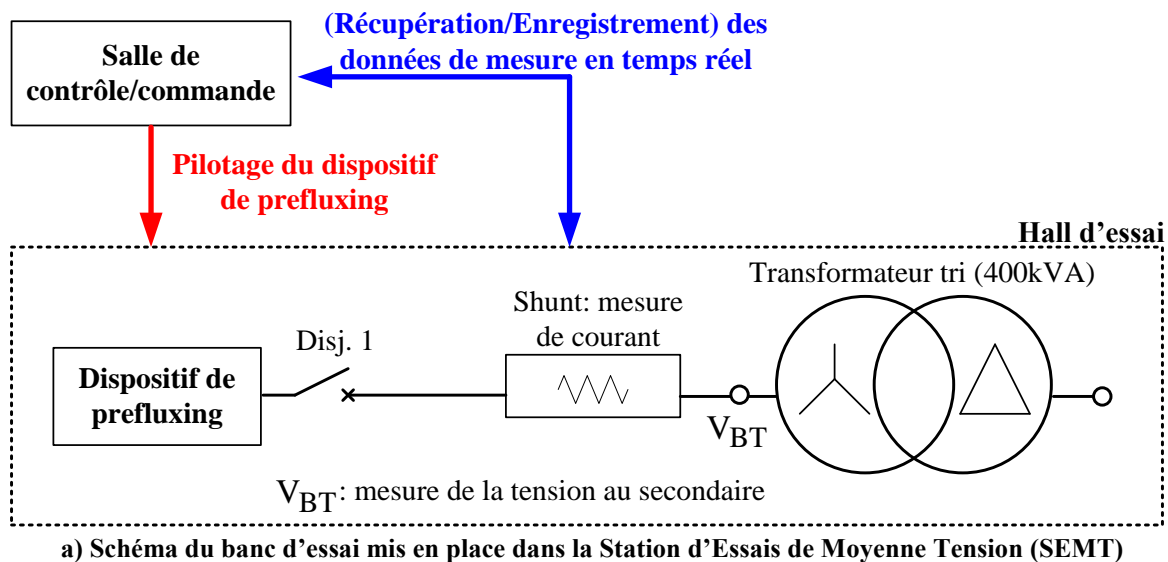 Salle de
contrôle/commande
(Récupération/Enregistrement) des
données de mesure en temps réel
Pilotage du dispositif
de prefluxing
Hall d'essai
Transformateur tri (400kVA)
Shunt: mesure
de courant
Disj. 1
Dispositif de
prefluxing
VBT
VBT: mesure de la tension au secondaire
a) Schéma du banc d'essai mis en place dans la Station d'Essais de Moyenne Tension (SEMT)